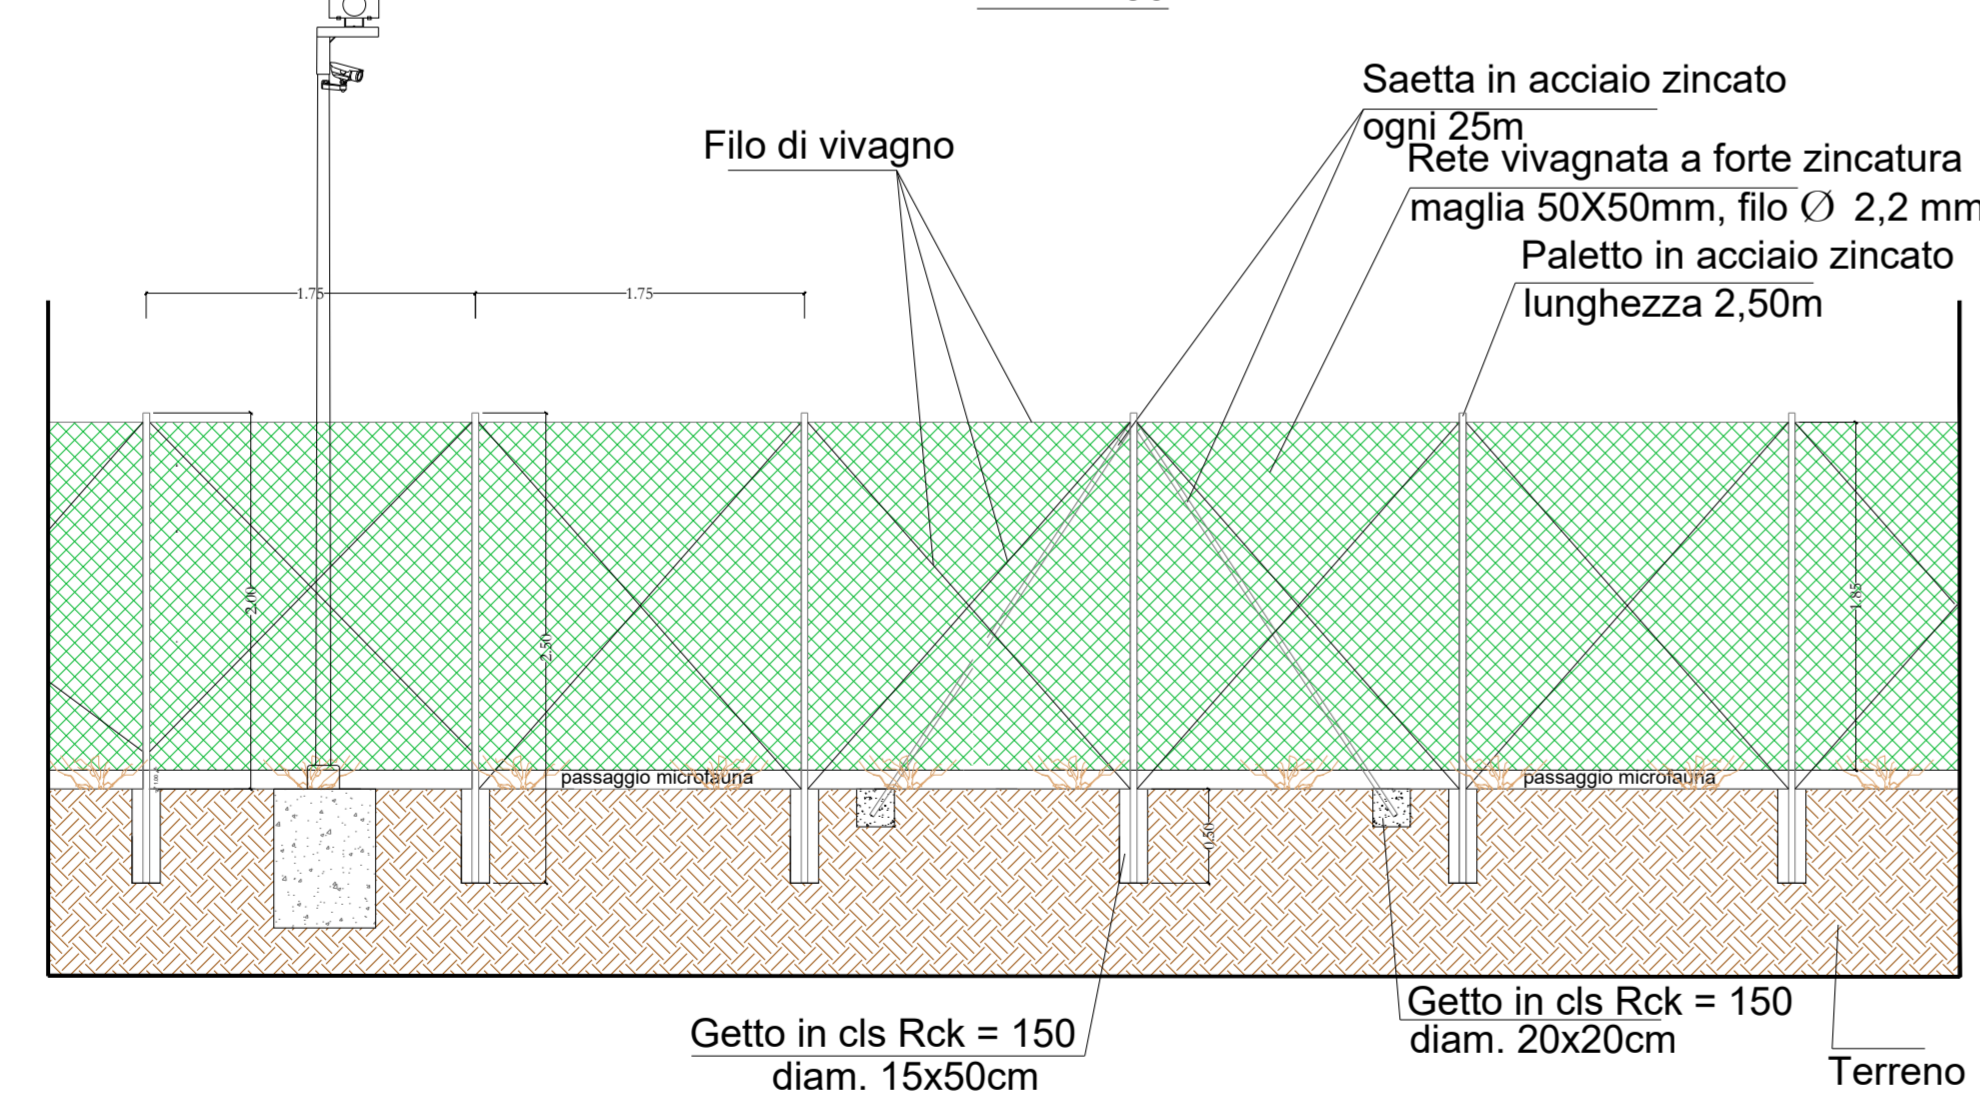 Saetta in acciaio zincato
ogni 25m
Filo di vivagno
Rete vivagnata a forte zincatura
maglia 50X50mm, filo Ø 2,2 mm
Paletto in acciaio zincato
lunghezza 2,50m
1.75
1.75
2.00
2.50
1.85
passaggio microfauna
passaggio microfauna
0.50
Getto in cls Rck = 150
diam. 20x20cm
Getto in cls Rck = 150
diam. 15x50cm
Terreno